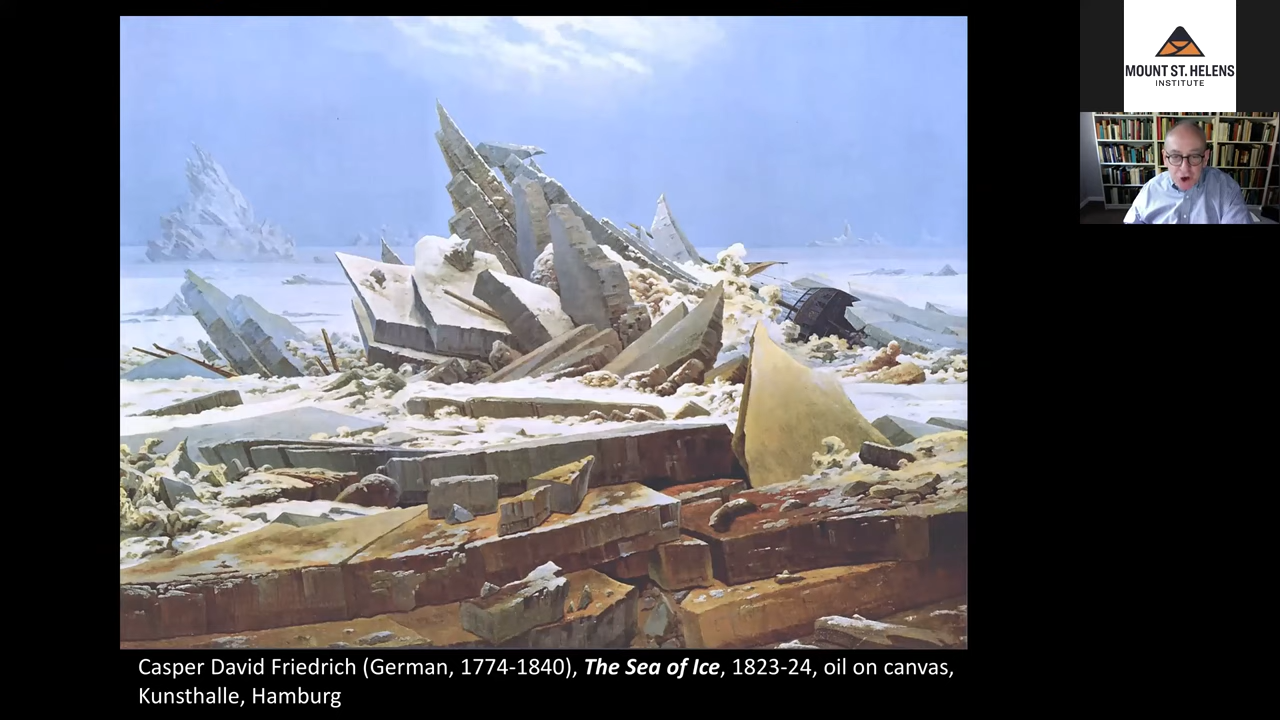 MOUNT ST. HELENS
INSTITUTE
Casper David Friedrich (German, 1774-1840), The Sea of Ice, 1823-24, oil on canvas,
Kunsthalle, Hamburg